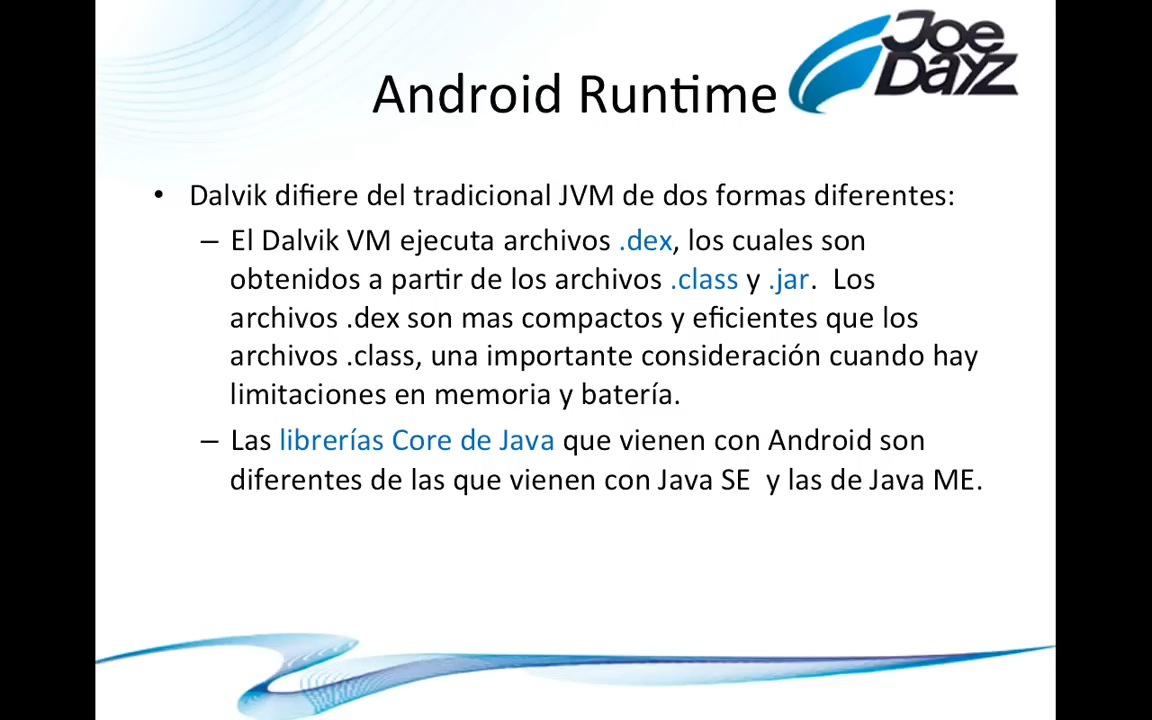 Joe
Dayz
Android Runtime
• Dalvik difiere del tradicional JVM de dos formas diferentes:
– El Dalvik VM ejecuta archivos .dex, los cuales son
obtenidos a partir de los archivos .class y .jar.  Los
archivos .dex son mas compactos y eficientes que los
archivos .class, una importante consideración cuando hay
limitaciones en memoria y batería.
– Las librerías Core de Java que vienen con Android son
diferentes de las que vienen con Java SE  y las de Java ME.